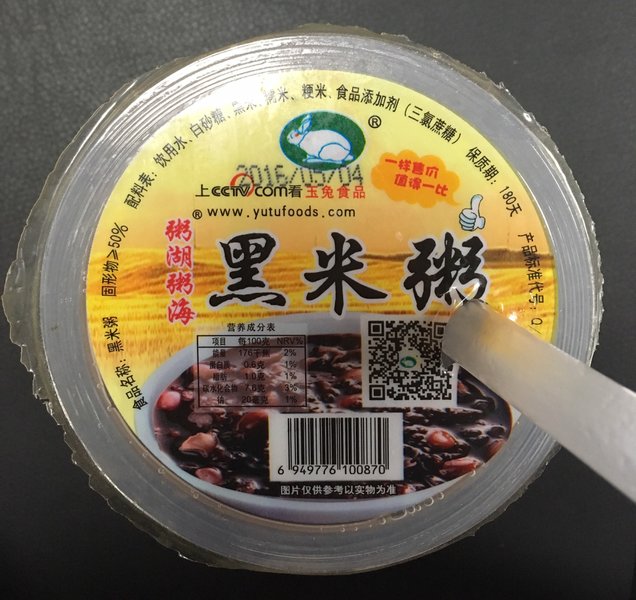 配料表：饮用水、白砂糖、黑米、糯米、粳米、食品添加剂（三氯蔗糖）
保质期：180天
产品标准代号：Q
®
2016/05/04
一样售价
值得一比
上CCTV.com看玉兔食品
®www.yutufoods.com
粥湖粥海
黑米粥
食品名称：黑米粥 固形物≥50%
营养成分表
项目 每100克 NRV%
能量 176千焦 2%
蛋白质 0.6克 1%
脂肪 1.0克 1%
碳水化合物 7.8克 3%
钠 20毫克 1%
6 949776 100870
图片仅供参考以实物为准